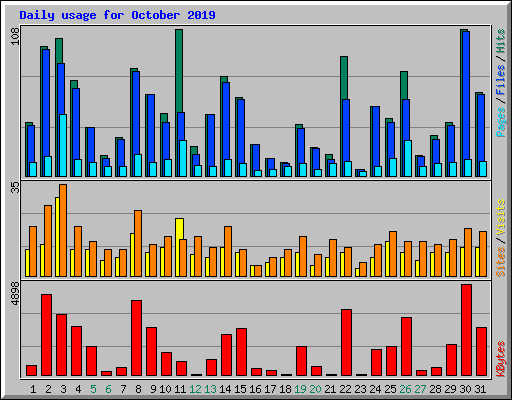 Daily usage for October 2019
108
Pages / Files / Hits
35
Sites / Visits
4898
KBytes
1 2 3 4 5 6 7 8 9 10 11 12 13 14 15 16 17 18 19 20 21 22 23 24 25 26 27 28 29 30 31